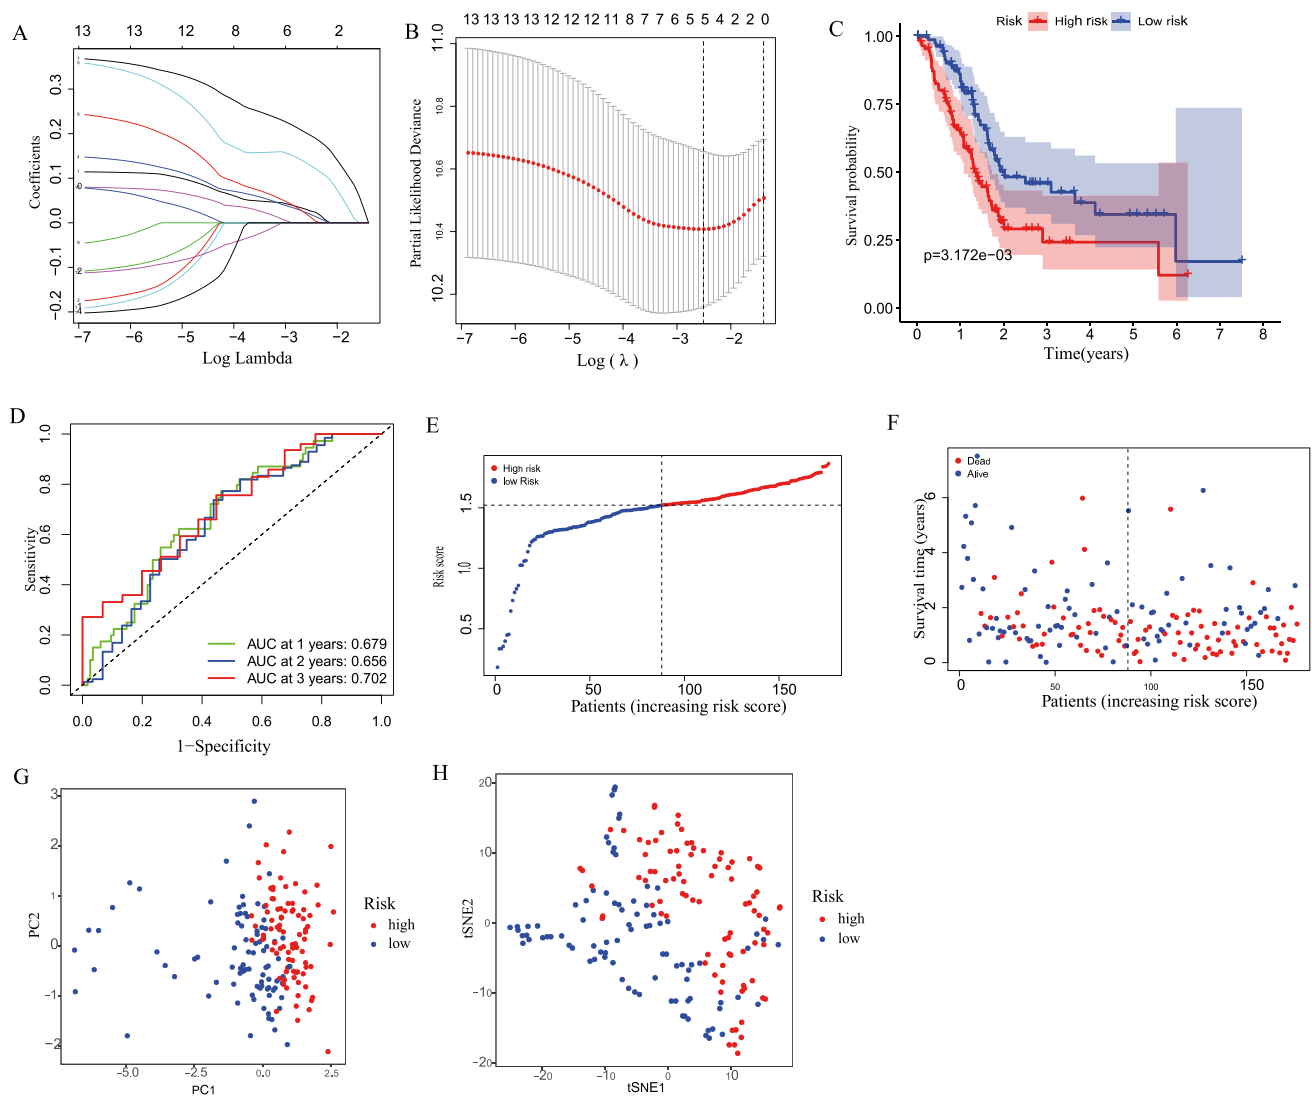 A
13 13 12 8 6 2
Coefficients
0.3
0.2
0.1
0.0
−0.1
−0.2
−7 −6 −5 −4 −3 −2
Log Lambda
B
13 13 13 13 12 12 12 11 8 7 7 6 5 5 4 2 2 0
Partial Likelihood Deviance
11.0
10.8
10.6
10.4
10.2
−7 −6 −5 −4 −3 −2
Log ( λ )
C
Risk High risk Low risk
Survival probability
1.00
0.75
0.50
0.25
0.00
p=3.172e−03
0 1 2 3 4 5 6 7 8
Time(years)
D
Sensitivity
1.0
0.8
0.6
0.4
0.2
0.0
AUC at 1 years: 0.679
AUC at 2 years: 0.656
AUC at 3 years: 0.702
0.0 0.2 0.4 0.6 0.8 1.0
1−Specificity
E
High risk
low Risk
Risk score
1.5
1.0
0.5
0 50 100 150
Patients (increasing risk score)
F
Dead
Alive
Survival time (years)
6
4
2
0
0 50 100 150
Patients (increasing risk score)
G
PC2
3
2
1
0
−1
−2
−5.0 −2.5 0.0 2.5
PC1
Risk
high
low
H
tSNE2
20
10
0
−10
−20
−20 −10 0 10
tSNE1
Risk
high
low